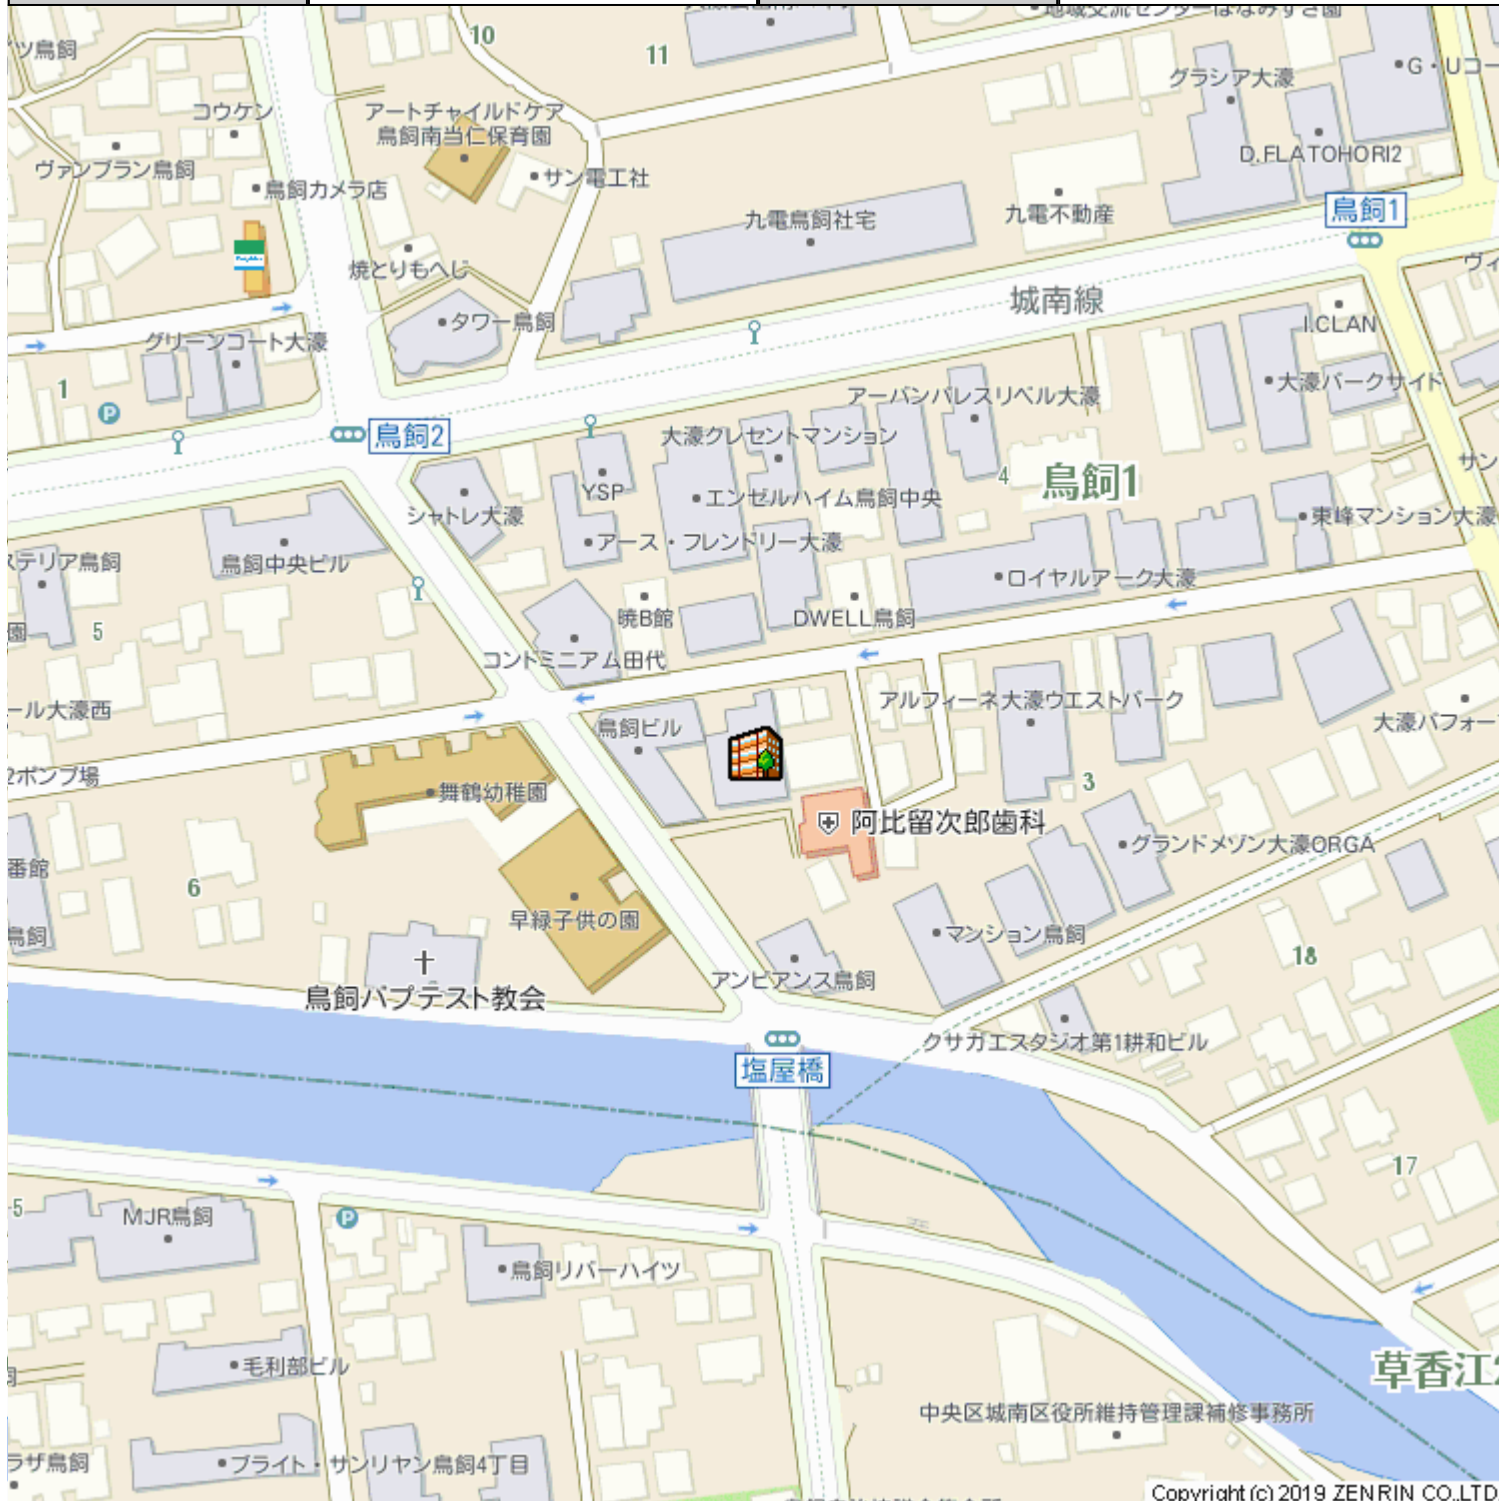 10
11
地域交流センターはなみずき園
ツ鳥飼
G・Uコー
グラシア大濠
コウケン
アートチャイルドケア
鳥飼南当仁保育園
D.FLATOHORI2
ヴァンブラン鳥飼
鳥飼カメラ店
サン電工社
九電鳥飼社宅
九電不動産
鳥飼1
焼とりもへじ
ヴィ
城南線
タワー鳥飼
I.CLAN
グリーンコート大濠
1
P
大濠パークサイド
アーバンパレスリベル大濠
鳥飼2
大濠クレセントマンション
サン
4
鳥飼1
YSP
エンゼルハイム鳥飼中央
シャトレ大濠
東峰マンション大濠
アース・フレンドリー大濠
ステリア鳥飼
鳥飼中央ビル
ロイヤルアーク大濠
園
5
暁B館
DWELL鳥飼
コンドミニアム田代
アルフィーネ大濠ウエストパーク
ール大濠西
鳥飼ビル
大濠パフォー
2ポンプ場
舞鶴幼稚園
3
阿比留次郎歯科
グランドメゾン大濠ORGA
番館
6
早緑子供の園
鳥飼
マンション鳥飼
18
アンビアンス鳥飼
鳥飼バプテスト教会
クサガエスタジオ第1耕和ビル
塩屋橋
17
5
MJR鳥飼
P
鳥飼リバーハイツ
毛利部ビル
草香江2
中央区城南区役所維持管理課補修事務所
ラザ鳥飼
ブライト・サンリヤン鳥飼4丁目
Copyright (c) 2019 ZENRIN CO.,LTD